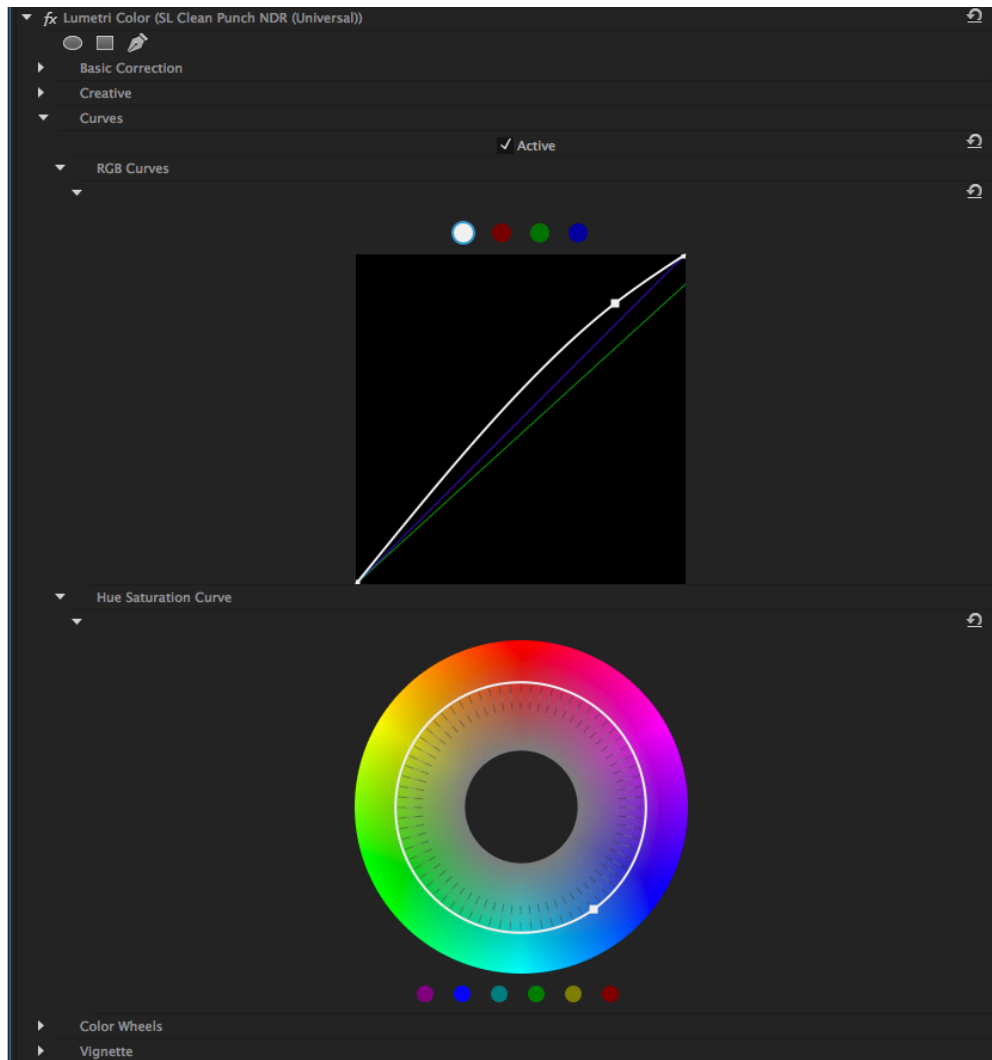 fx Lumetri Color (SL Clean Punch NDR (Universal))
Basic Correction
Creative
Curves
Active
RGB Curves
Hue Saturation Curve
Color Wheels
Vignette